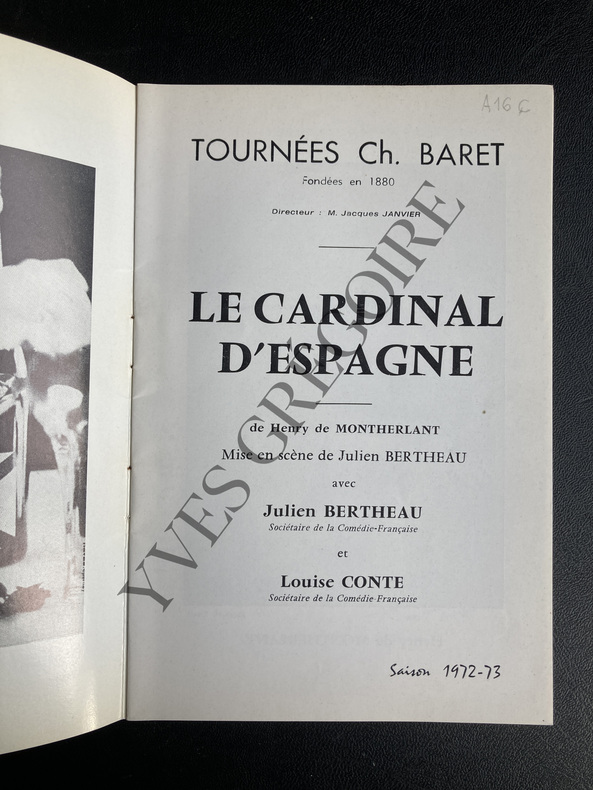 A16 C
TOURNÉES Ch. BARET
Fondées en 1880
Directeur : M. Jacques JANVIER
LE CARDINAL
D'ESPAGNE
de Henry de MONTHERLANT
Mise en scène de Julien BERTHEAU
avec
Julien BERTHEAU
Sociétaire de la Comédie-Française
et
Louise CONTE
Sociétaire de la Comédie-Française
Saison 1972-73
YVES GRÉGOIRE